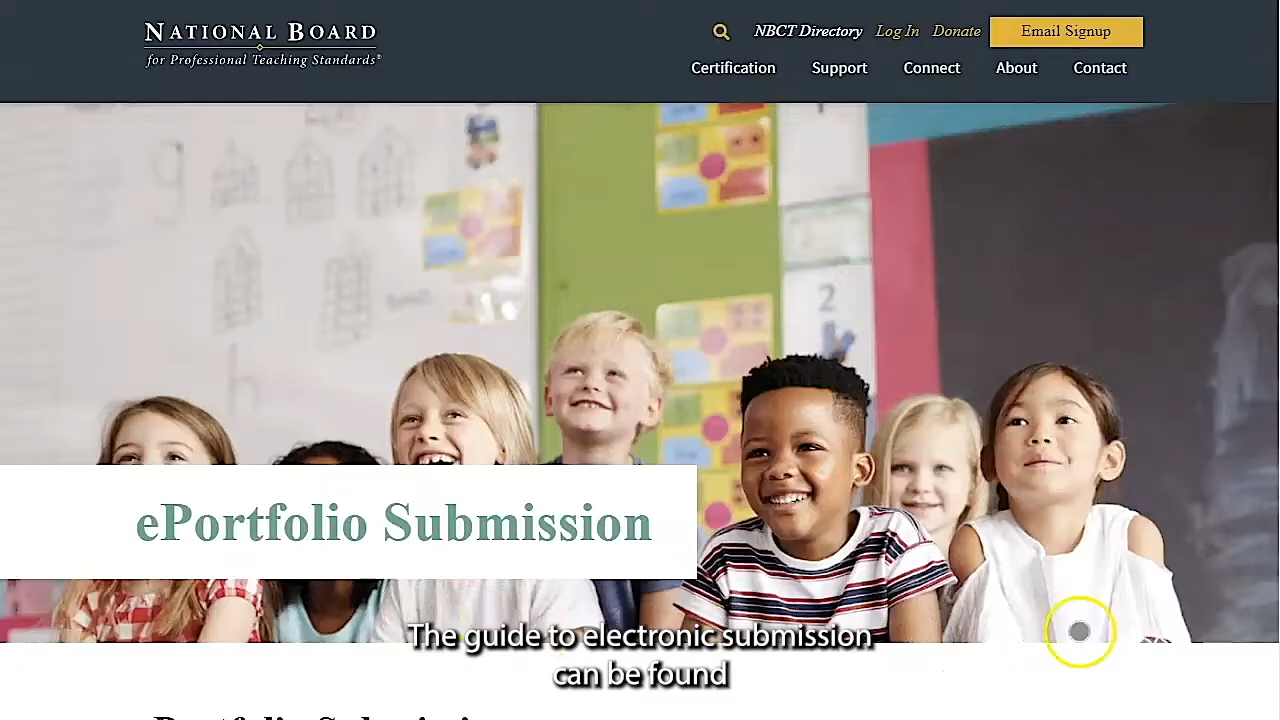 NATIONAL BOARD
for Professional Teaching Standards®
NBCT Directory Log In Donate Email Signup
Certification Support Connect About Contact
2
ePortfolio Submission
The guide to electronic submission
can be found